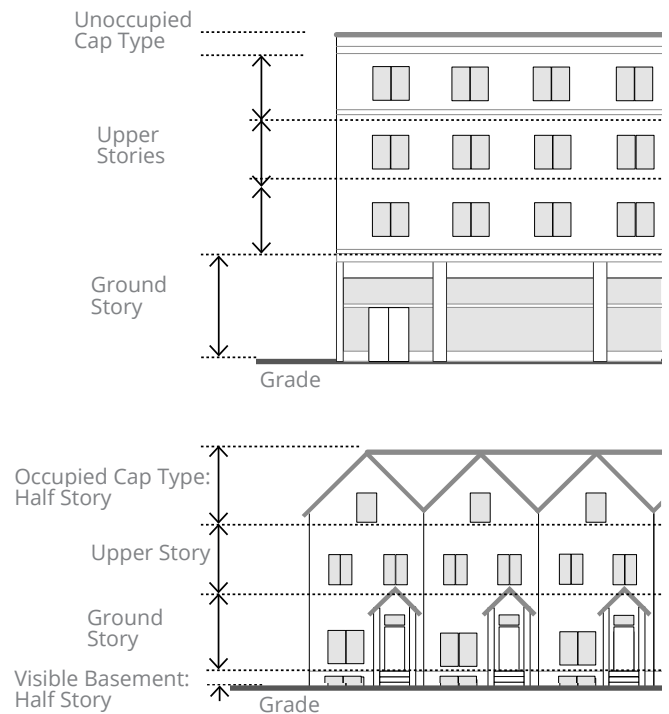 Unoccupied
Cap Type
Upper
Stories
Ground
Story
Grade
Occupied Cap Type:
Half Story
Upper Story
Ground
Story
Visible Basement:
Half Story
Grade